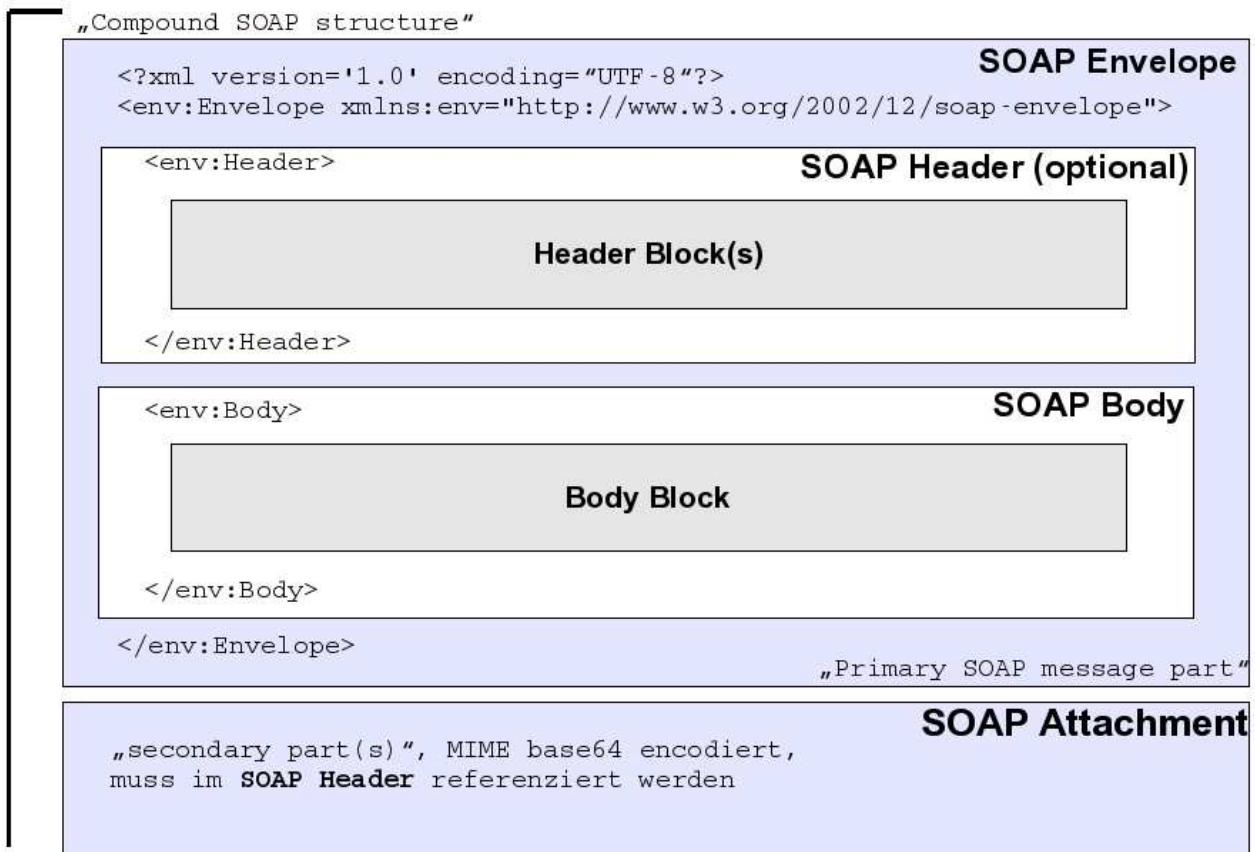 „Compound SOAP structure“
SOAP Envelope
<?xml version='1.0' encoding=“UTF-8“?>
<env:Envelope xmlns:env="http://www.w3.org/2002/12/soap-envelope">
<env:Header>
SOAP Header (optional)
Header Block(s)
</env:Header>
<env:Body>
SOAP Body
Body Block
</env:Body>
</env:Envelope>
„Primary SOAP message part“
SOAP Attachment
„secondary part(s)“, MIME base64 encodiert,
muss im SOAP Header referenziert werden